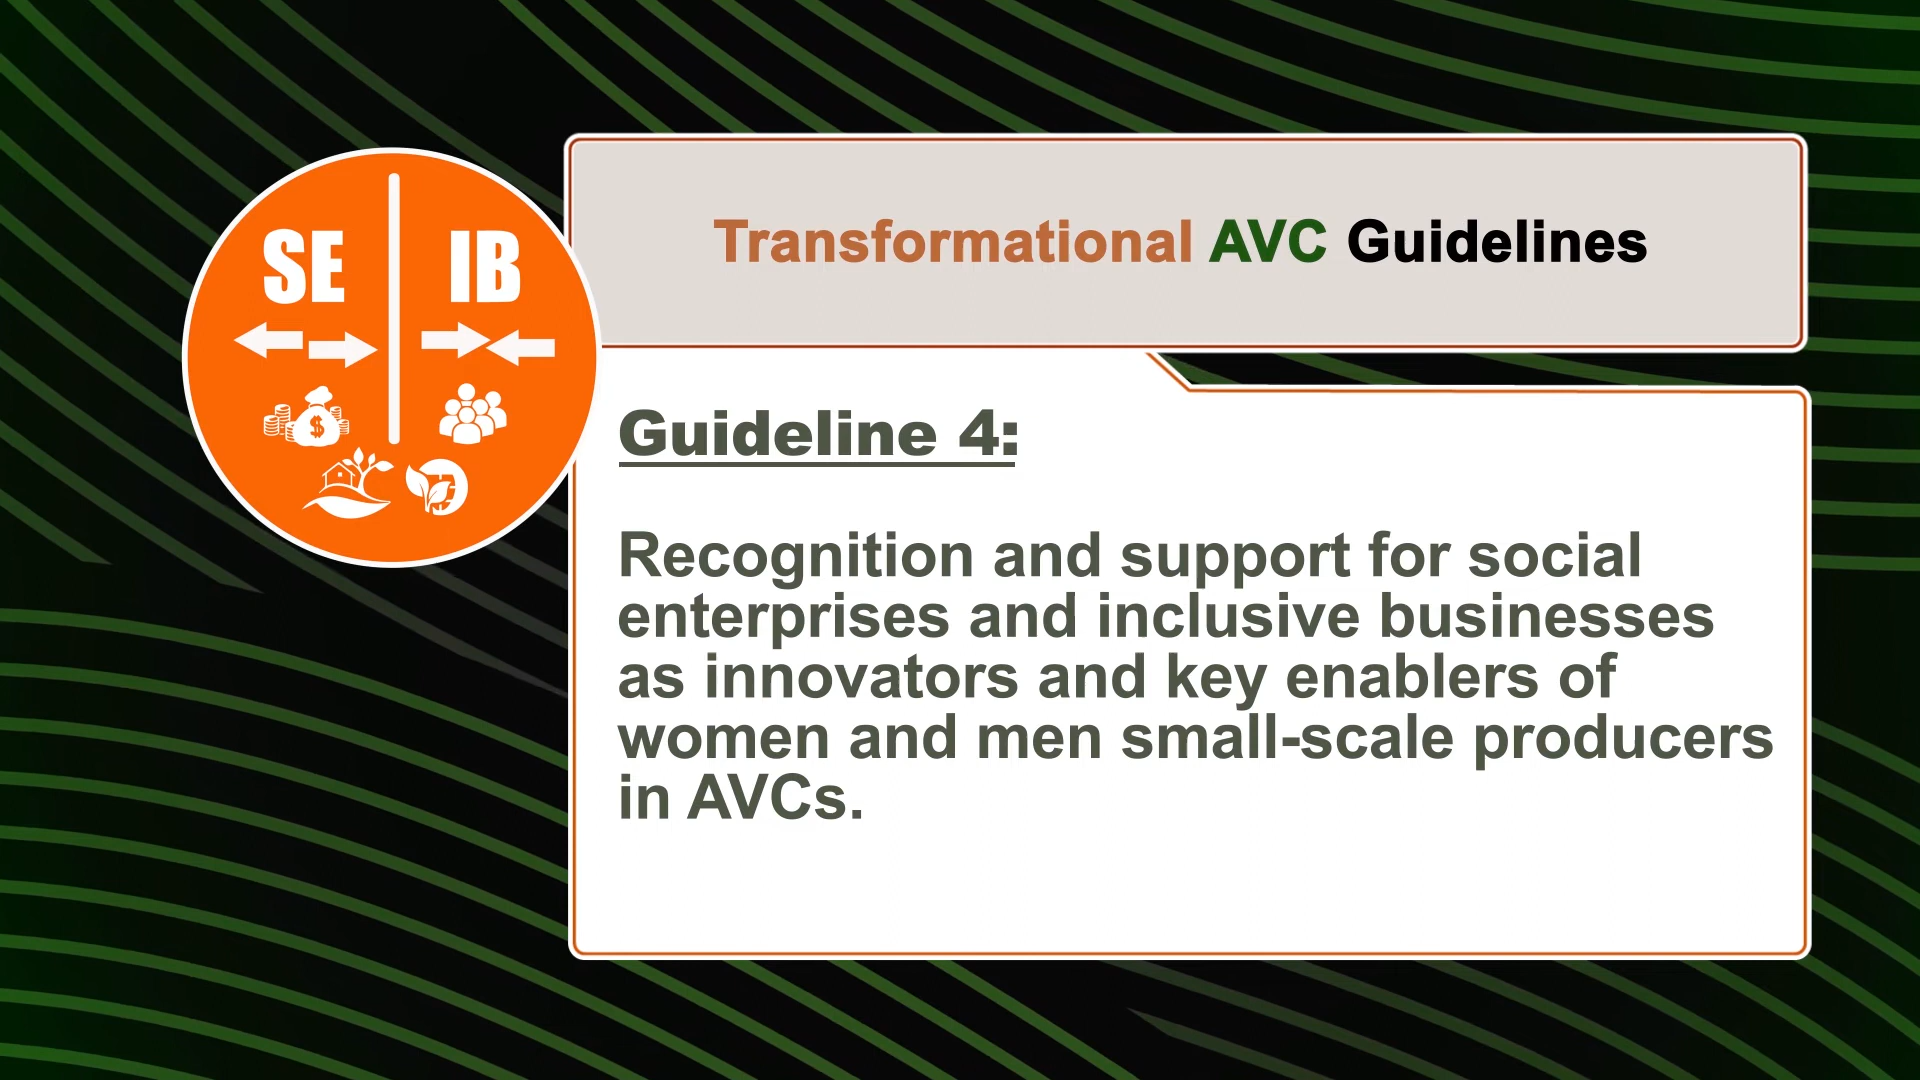 SE IB
$
Transformational AVC Guidelines
Guideline 4:
Recognition and support for social
enterprises and inclusive businesses
as innovators and key enablers of
women and men small-scale producers
in AVCs.